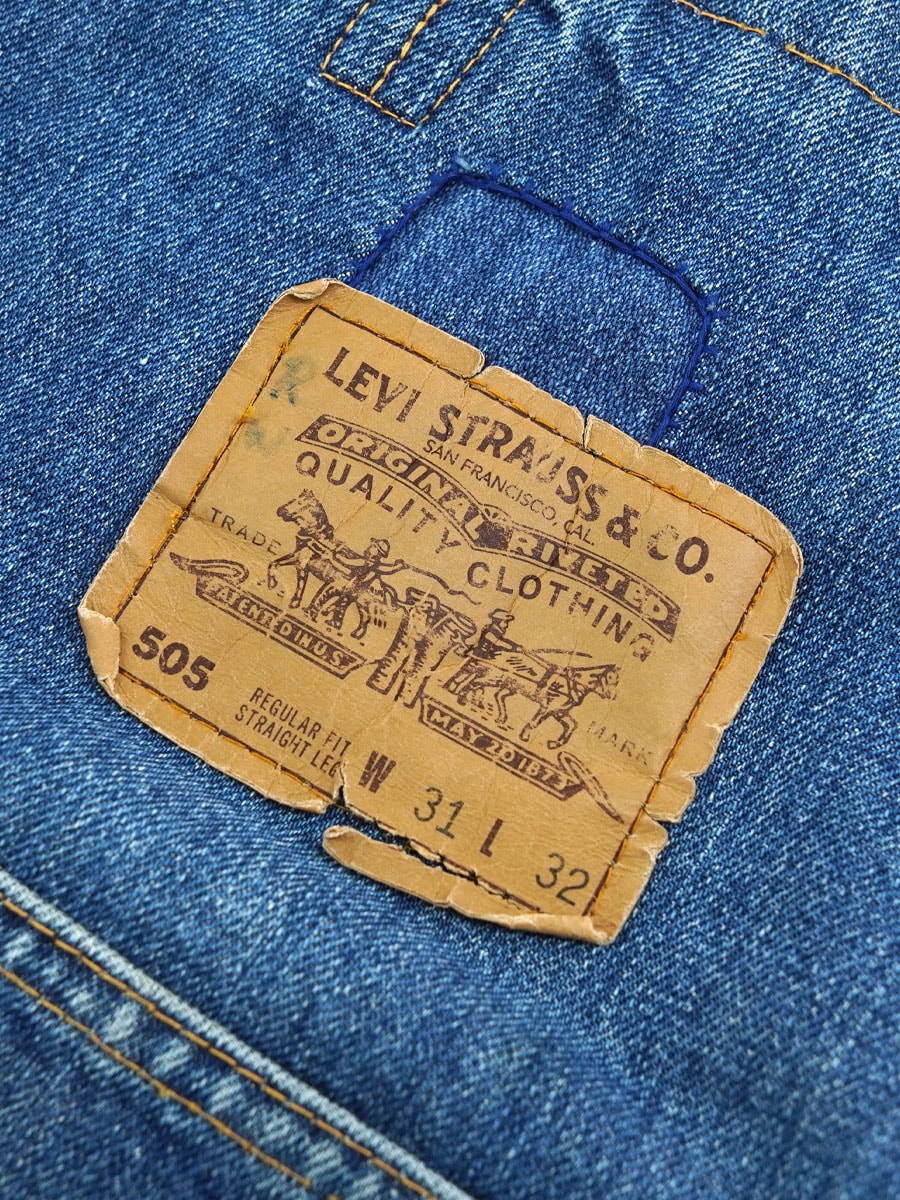 LEVI STRAUSS & CO.
SAN FRANCISCO, CAL.
ORIGINAL RIVETED
QUALITY CLOTHING
TRADE MARK
PATENTED IN U.S.
MAY 20 1873
505
REGULAR FIT
STRAIGHT LEG
W 31 L 32